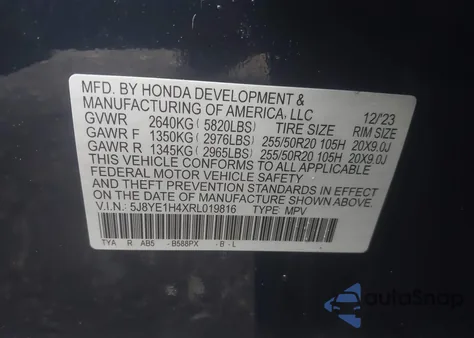 MFD. BY HONDA DEVELOPMENT &
MANUFACTURING OF AMERICA, LLC 12/'23
GVWR 2640KG (5820LBS) TIRE SIZE RIM SIZE
GAWR F 1350KG (2976LBS) 255/50R20 105H 20X9.0J
GAWR R 1345KG (2965LBS) 255/50R20 105H 20X9.0J
THIS VEHICLE CONFORMS TO ALL APPLICABLE
FEDERAL MOTOR VEHICLE SAFETY, BUMPER,
AND THEFT PREVENTION STANDARDS IN EFFECT
ON THE DATE OF MANUFACTURE SHOWN ABOVE.
V.I.N.: 5J8YE1H4XRL019816 TYPE: MPV
TYA R AB5 -B588PX -B-L
autoSnap